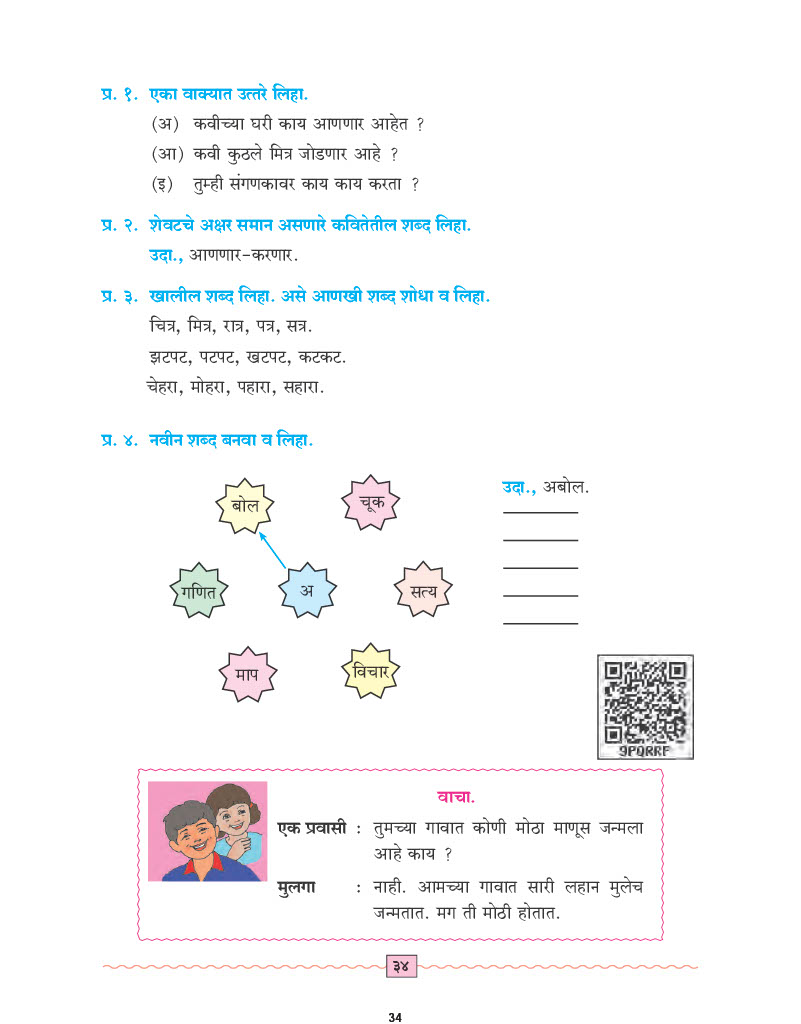 प्र. १. एका वाक्यात उत्तरे लिहा.
(अ) कवीच्या घरी काय आणणार आहेत ?
(आ) कवी कुठले मित्र जोडणार आहे ?
(इ) तुम्ही संगणकावर काय काय करता ?
प्र. २. शेवटचे अक्षर समान असणारे कवितेतील शब्द लिहा.
उदा., आणणार-करणार.
प्र. ३. खालील शब्द लिहा. असे आणखी शब्द शोधा व लिहा.
चित्र, मित्र, रात्र, पत्र, सत्र.
झटपट, पटपट, खटपट, कटकट.
चेहरा, मोहरा, पहारा, सहारा.
प्र. ४. नवीन शब्द बनवा व लिहा.
बोल
चूक
उदा., अबोल.
गणित
अ
सत्य
माप
विचार
9PQRRF
वाचा.
एक प्रवासी : तुमच्या गावात कोणी मोठा माणूस जन्मला
आहे काय ?
मुलगा : नाही. आमच्या गावात सारी लहान मुलेच
जन्मतात. मग ती मोठी होतात.
३४
34